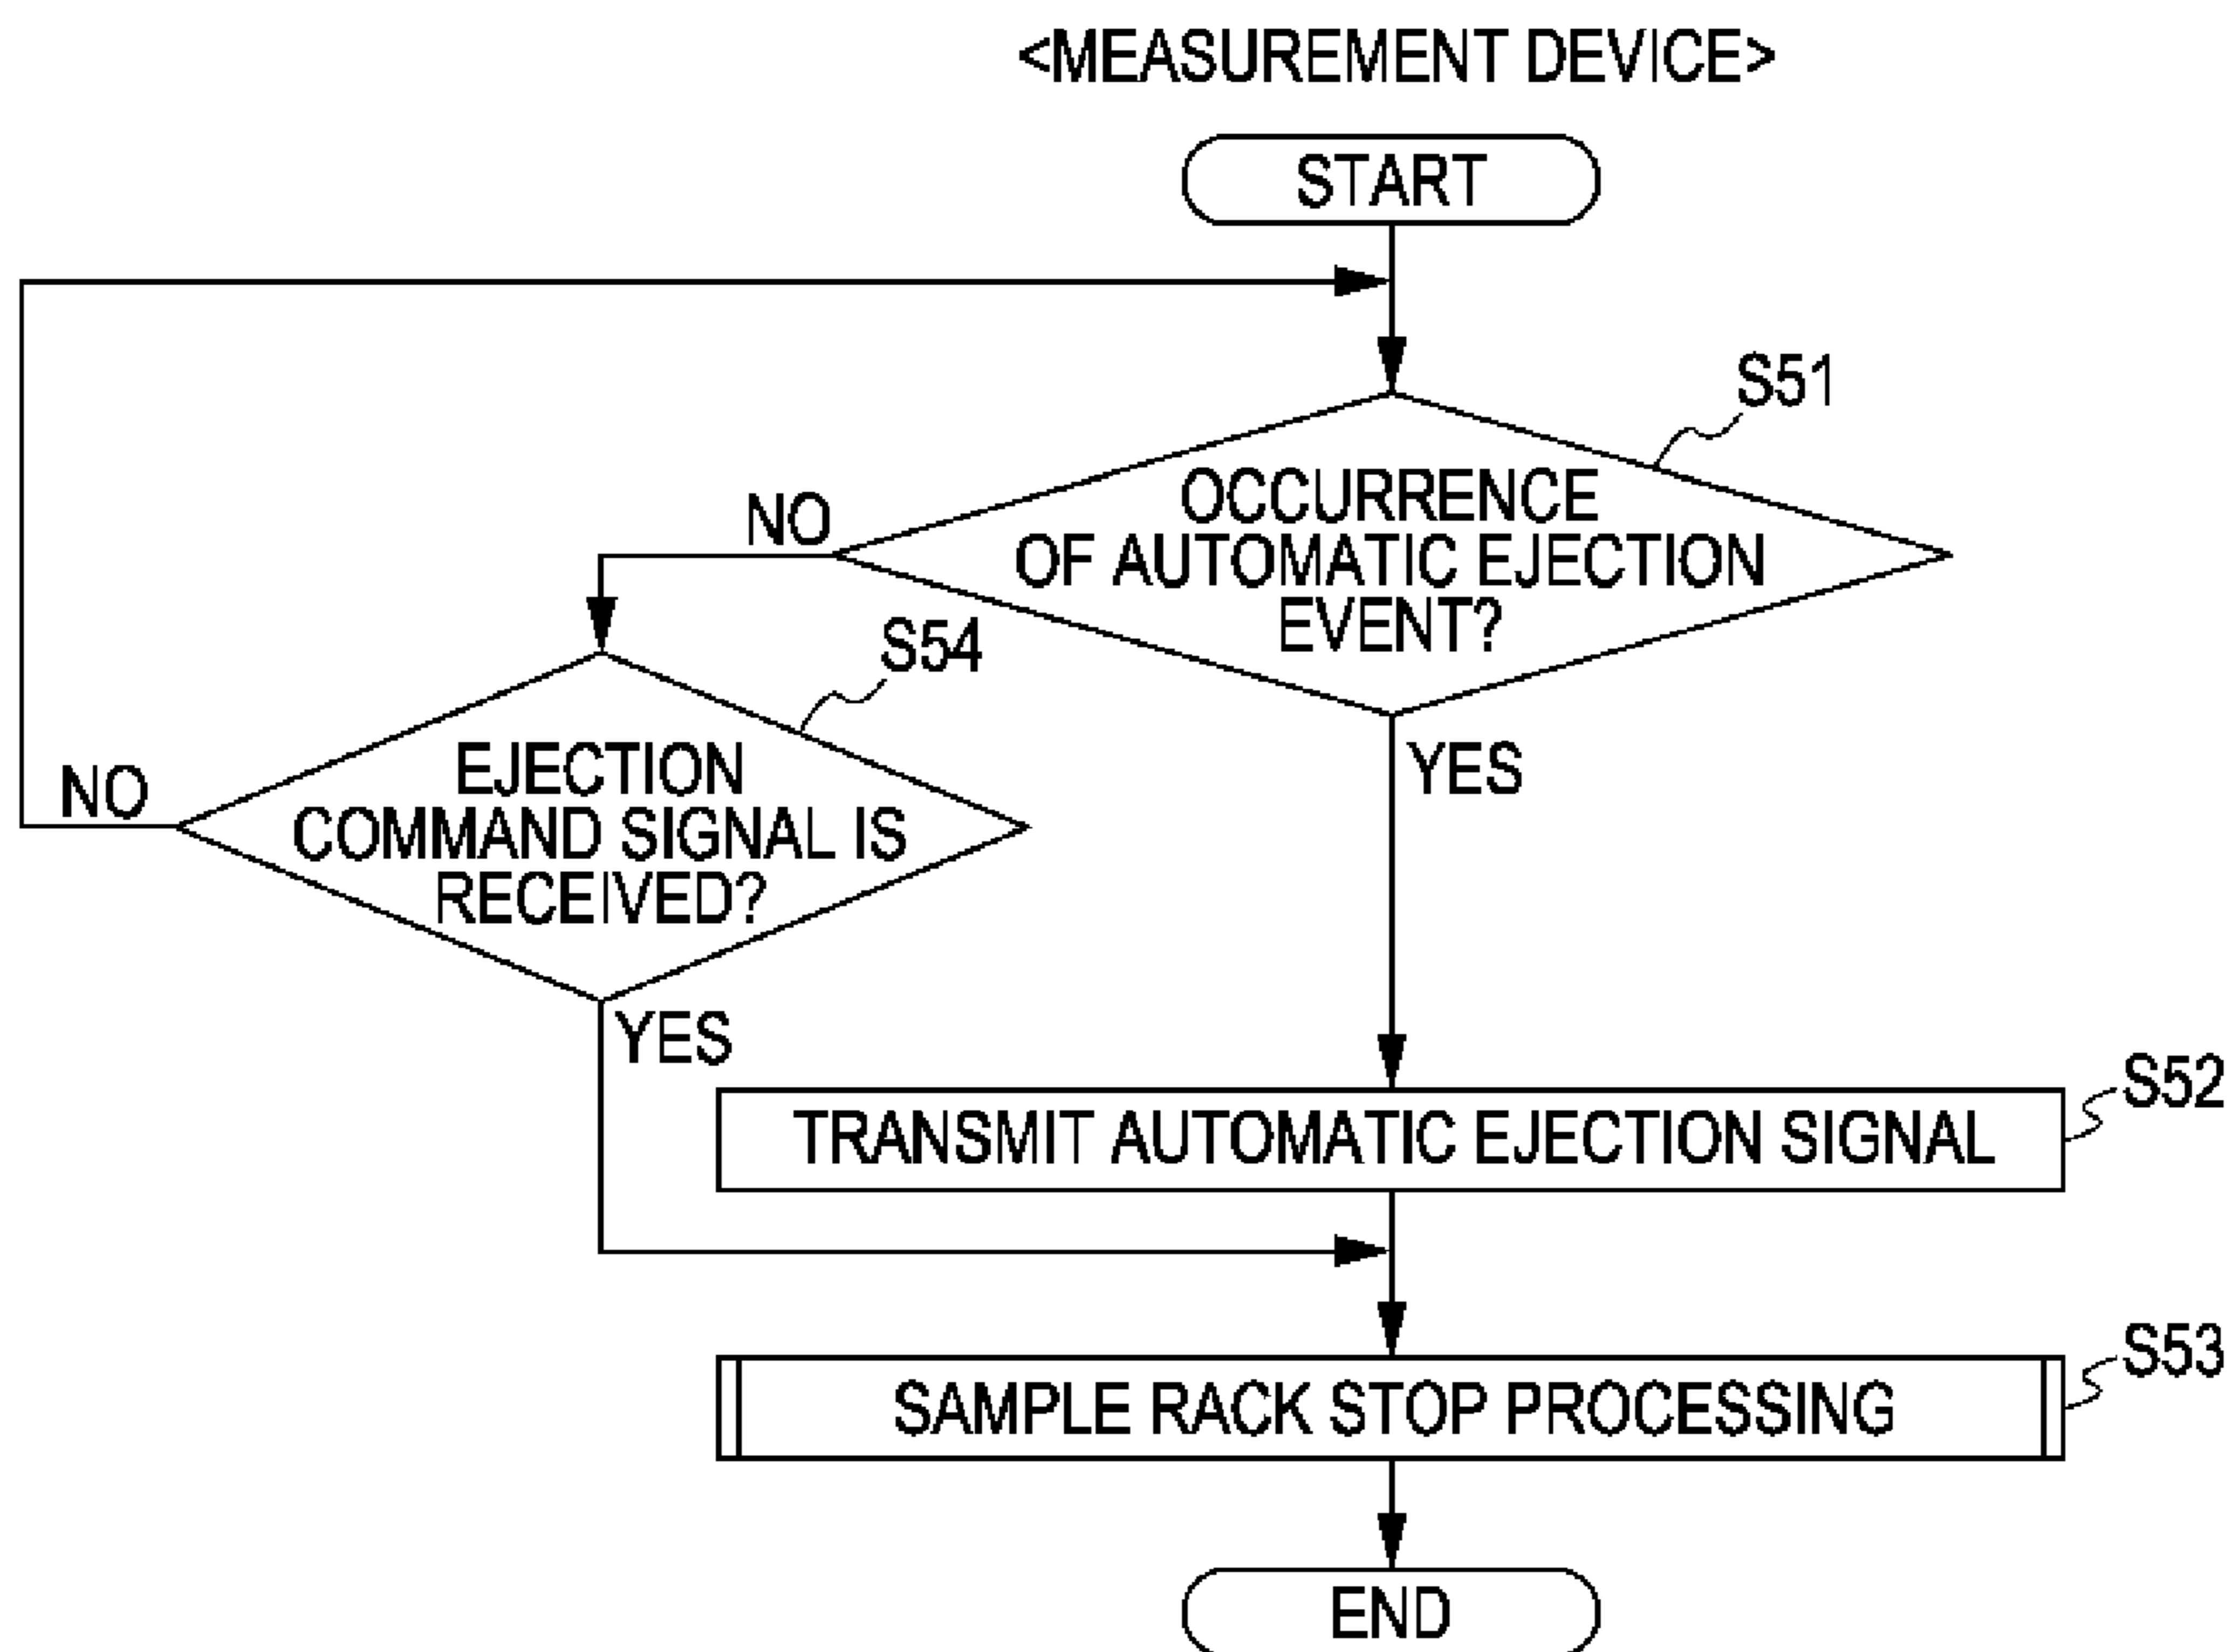 <MEASUREMENT DEVICE>
START
S51
OCCURRENCE
OF AUTOMATIC EJECTION
EVENT?
NO
YES
S54
EJECTION
COMMAND SIGNAL IS
RECEIVED?
NO
YES
TRANSMIT AUTOMATIC EJECTION SIGNAL
S52
SAMPLE RACK STOP PROCESSING
S53
END